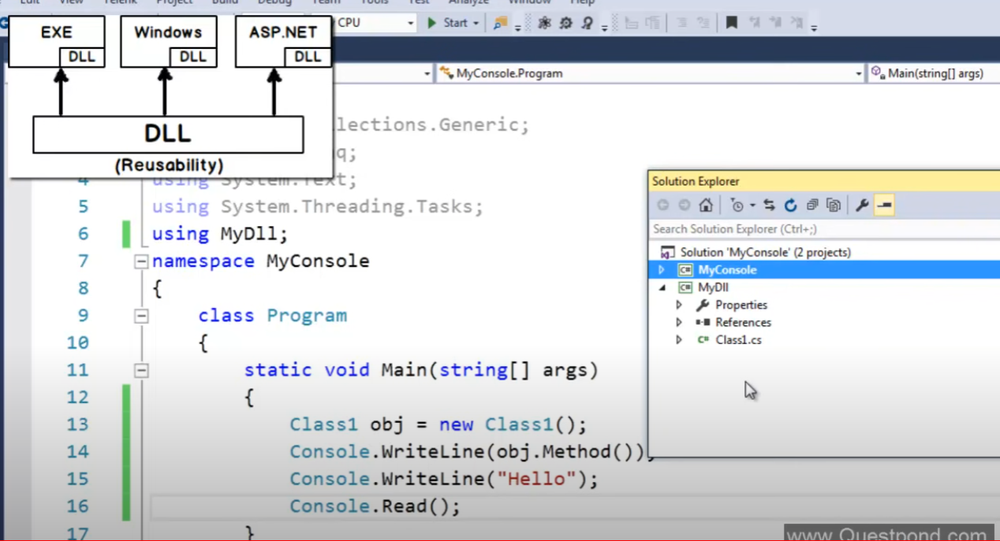 Edit View Telerik Project Build Debug Team Tools Test Analyze Window Help
EXE Windows ASP.NET
DLL DLL DLL
DLL
(Reusability)
CPU Start
MyConsole.Program Main(string[] args)
llections.Generic;
q;
4 using System.Text;
5 using System.Threading.Tasks;
6 using MyDll;
7 namespace MyConsole
8 {
9 class Program
10 {
11 static void Main(string[] args)
12 {
13 Class1 obj = new Class1();
14 Console.WriteLine(obj.Method());
15 Console.WriteLine("Hello");
16 Console.Read();
17 }
Solution Explorer
Search Solution Explorer (Ctrl+;)
Solution 'MyConsole' (2 projects)
C# MyConsole
C# MyDll
Properties
References
C# Class1.cs
www.Questpond.com